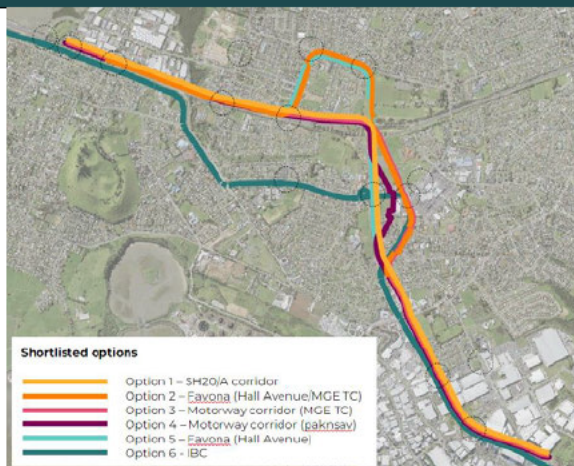 Shortlisted options
Option 1 – SH20/A corridor
Option 2 – Favona (Hall Avenue/MGE TC)
Option 3 – Motorway corridor (MGE TC)
Option 4 – Motorway corridor (paknsav)
Option 5 – Favona (Hall Avenue)
Option 6 - IBC